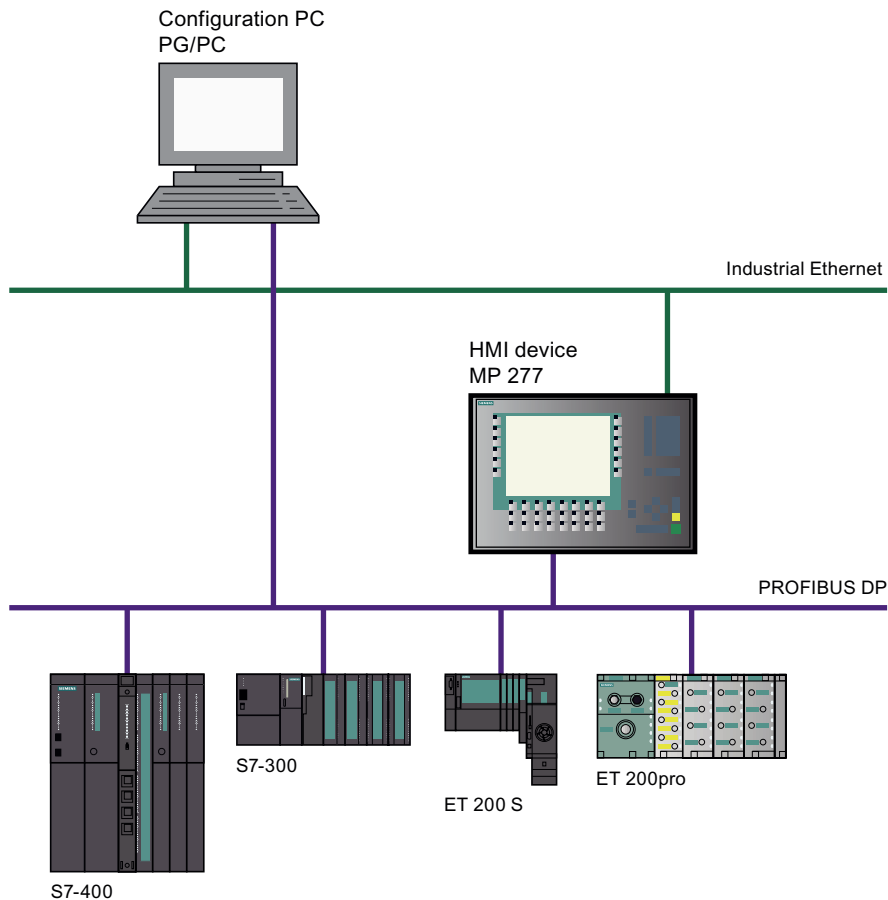 Configuration PC
PG/PC
Industrial Ethernet
HMI device
MP 277
PROFIBUS DP
SIEMENS
S7-300
ET 200 S
ET 200pro
S7-400